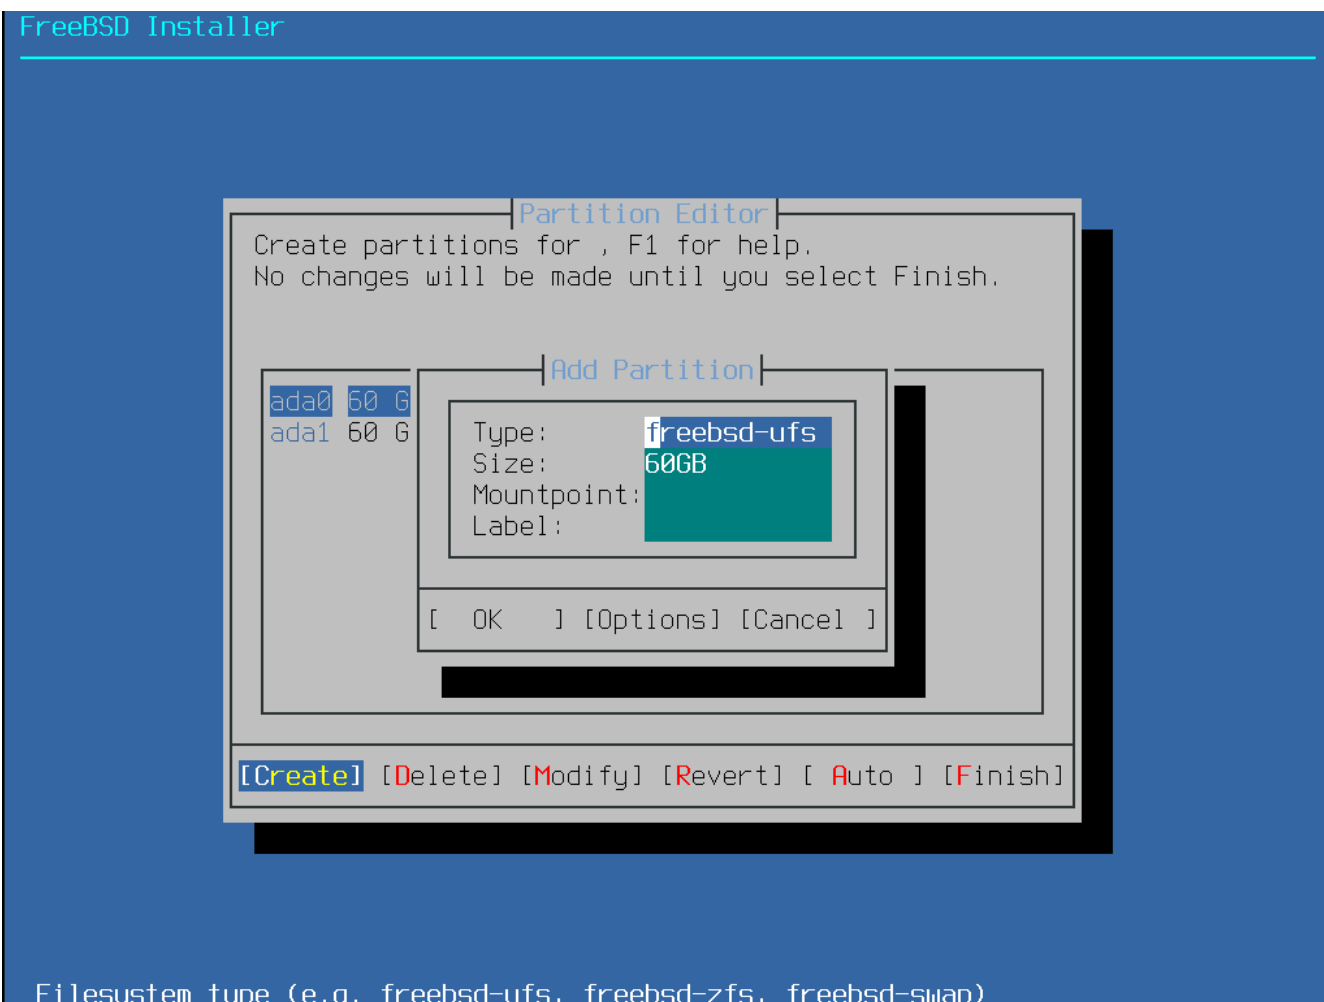 FreeBSD Installer
Partition Editor
Create partitions for , F1 for help.
No changes will be made until you select Finish.
Add Partition
ada0 60 G
ada1 60 G
Type: freebsd-ufs
Size: 60GB
Mountpoint:
Label:
[ OK ] [Options] [Cancel ]
[Create] [Delete] [Modify] [Revert] [ Auto ] [Finish]
Filesystem type (e.g. freebsd-ufs, freebsd-zfs, freebsd-swap)